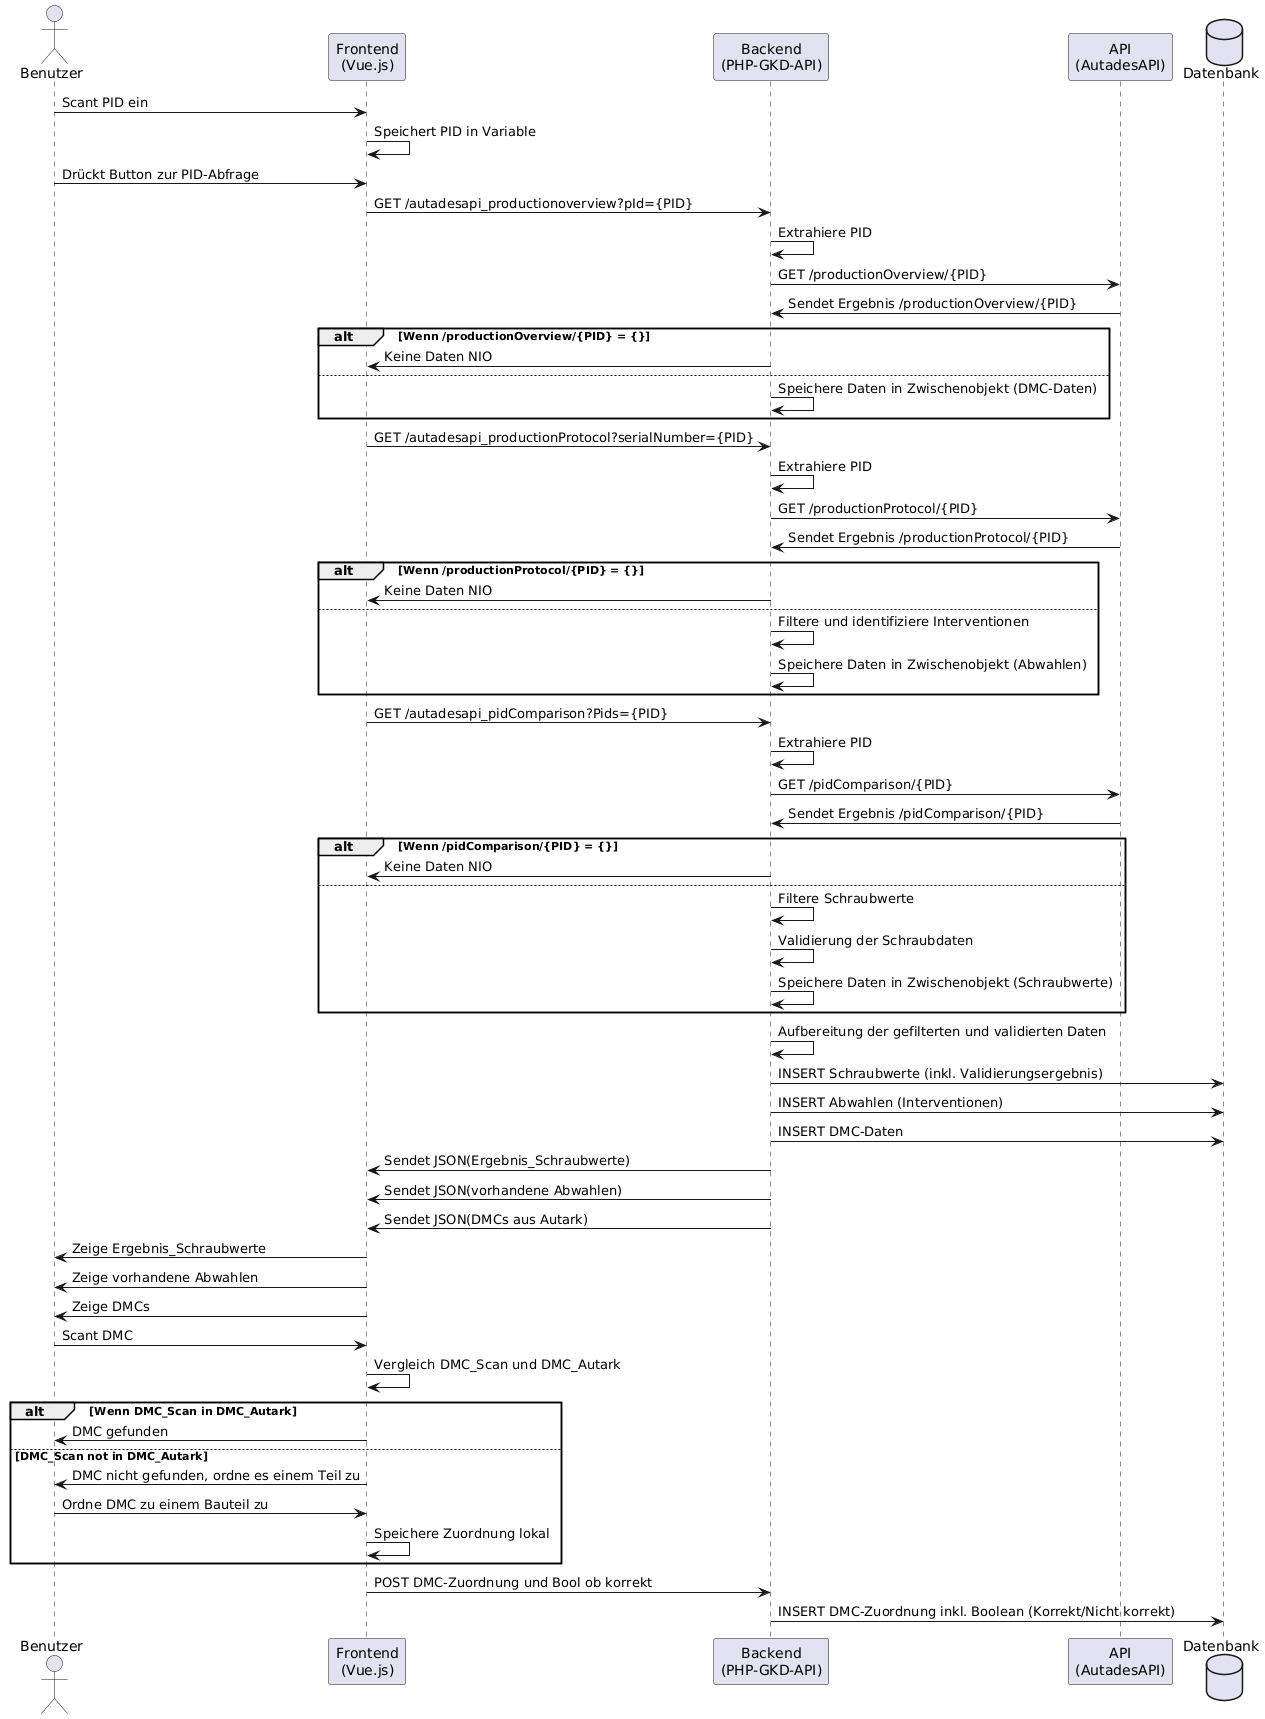 Benutzer
Frontend
(Vue.js)
Backend
(PHP-GKD-API)
API
(AutadesAPI)
Datenbank
Scant PID ein
Speichert PID in Variable
Drückt Button zur PID-Abfrage
GET /autadesapi_productionoverview?pId={PID}
Extrahiere PID
GET /productionOverview/{PID}
Sendet Ergebnis /productionOverview/{PID}
alt [Wenn /productionOverview/{PID} = {}]
Keine Daten NIO
Speichere Daten in Zwischenobjekt (DMC-Daten)
GET /autadesapi_productionProtocol?serialNumber={PID}
Extrahiere PID
GET /productionProtocol/{PID}
Sendet Ergebnis /productionProtocol/{PID}
alt [Wenn /productionProtocol/{PID} = {}]
Keine Daten NIO
Filtere und identifiziere Interventionen
Speichere Daten in Zwischenobjekt (Abwahlen)
GET /autadesapi_pidComparison?Pids={PID}
Extrahiere PID
GET /pidComparison/{PID}
Sendet Ergebnis /pidComparison/{PID}
alt [Wenn /pidComparison/{PID} = {}]
Keine Daten NIO
Filtere Schraubwerte
Validierung der Schraubdaten
Speichere Daten in Zwischenobjekt (Schraubwerte)
Aufbereitung der gefilterten und validierten Daten
INSERT Schraubwerte (inkl. Validierungsergebnis)
INSERT Abwahlen (Interventionen)
INSERT DMC-Daten
Sendet JSON(Ergebnis_Schraubwerte)
Sendet JSON(vorhandene Abwahlen)
Sendet JSON(DMCs aus Autark)
Zeige Ergebnis_Schraubwerte
Zeige vorhandene Abwahlen
Zeige DMCs
Scant DMC
Vergleich DMC_Scan und DMC_Autark
alt [Wenn DMC_Scan in DMC_Autark]
DMC gefunden
[DMC_Scan not in DMC_Autark]
DMC nicht gefunden, ordne es einem Teil zu
Ordne DMC zu einem Bauteil zu
Speichere Zuordnung lokal
POST DMC-Zuordnung und Bool ob korrekt
INSERT DMC-Zuordnung inkl. Boolean (Korrekt/Nicht korrekt)
Benutzer
Frontend
(Vue.js)
Backend
(PHP-GKD-API)
API
(AutadesAPI)
Datenbank